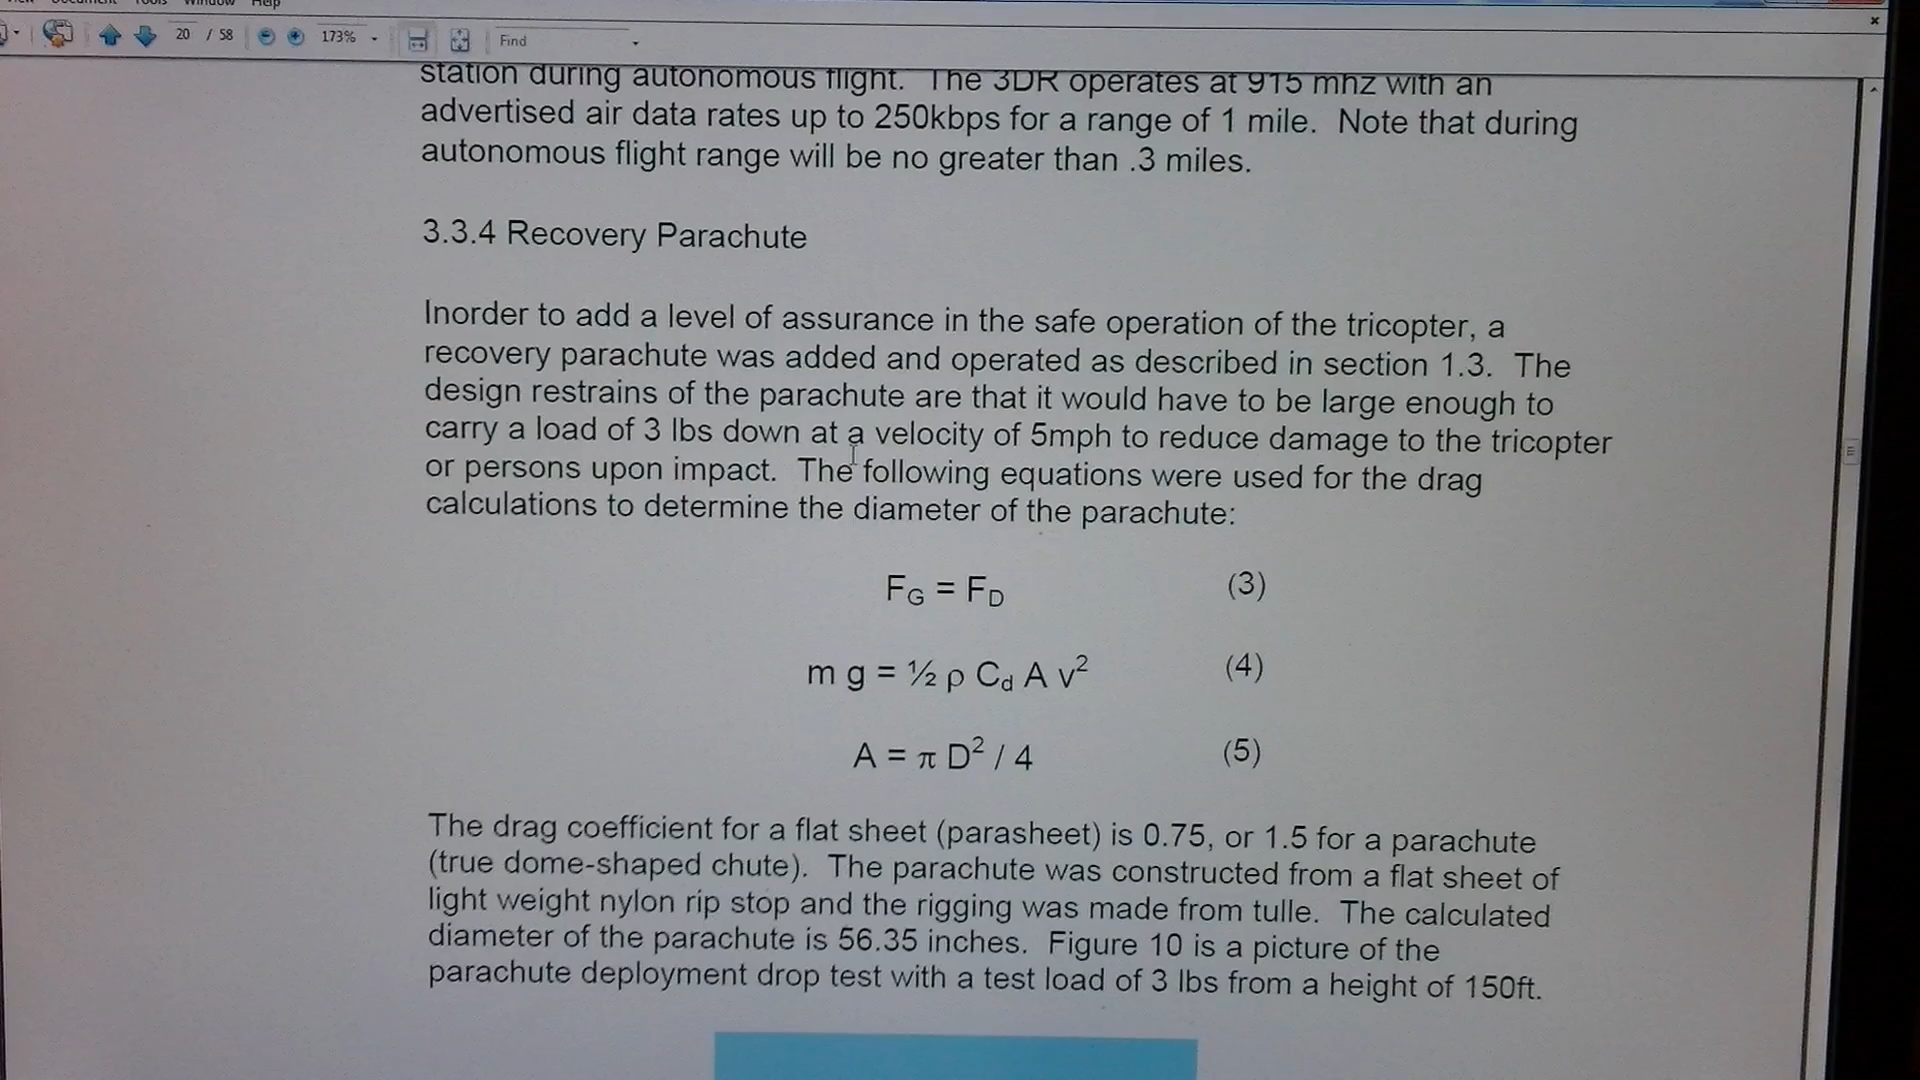 Document Tools Window Help
20 / 58 173% Find
station during autonomous flight. The 3DR operates at 915 mhz with an
advertised air data rates up to 250kbps for a range of 1 mile. Note that during
autonomous flight range will be no greater than .3 miles.
3.3.4 Recovery Parachute
Inorder to add a level of assurance in the safe operation of the tricopter, a
recovery parachute was added and operated as described in section 1.3. The
design restrains of the parachute are that it would have to be large enough to
carry a load of 3 lbs down at a velocity of 5mph to reduce damage to the tricopter
or persons upon impact. The following equations were used for the drag
calculations to determine the diameter of the parachute:
F_G = F_D (3)
m g = ½ ρ C_d A v² (4)
A = π D² / 4 (5)
The drag coefficient for a flat sheet (parasheet) is 0.75, or 1.5 for a parachute
(true dome-shaped chute). The parachute was constructed from a flat sheet of
light weight nylon rip stop and the rigging was made from tulle. The calculated
diameter of the parachute is 56.35 inches. Figure 10 is a picture of the
parachute deployment drop test with a test load of 3 lbs from a height of 150ft.